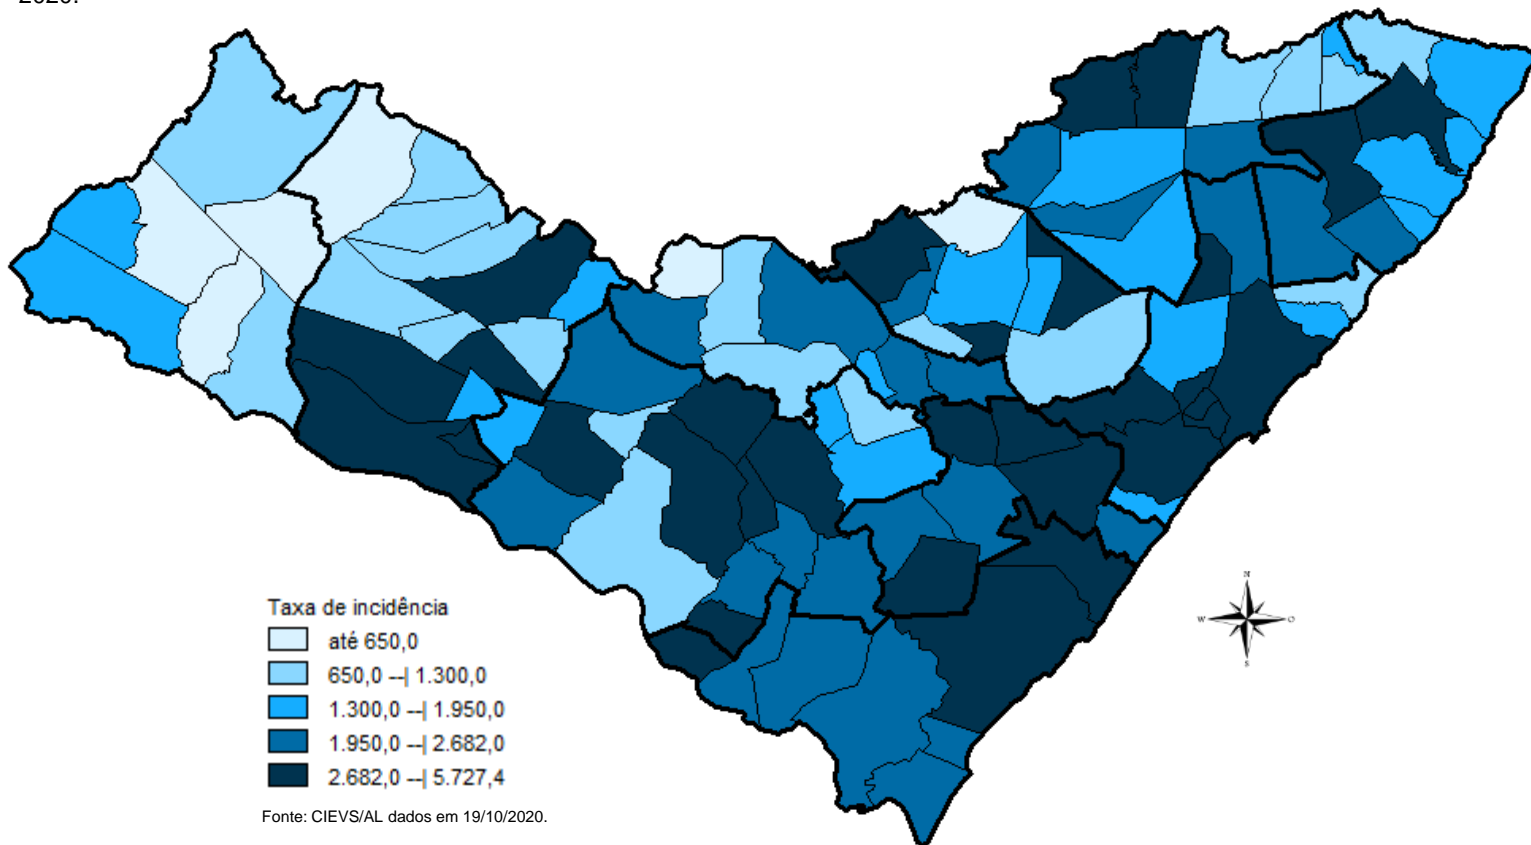 2020.
Taxa de incidência
até 650,0
650,0 --| 1.300,0
1.300,0 --| 1.950,0
1.950,0 --| 2.682,0
2.682,0 --| 5.727,4
Fonte: CIEVS/AL dados em 19/10/2020.
N
W
O
S